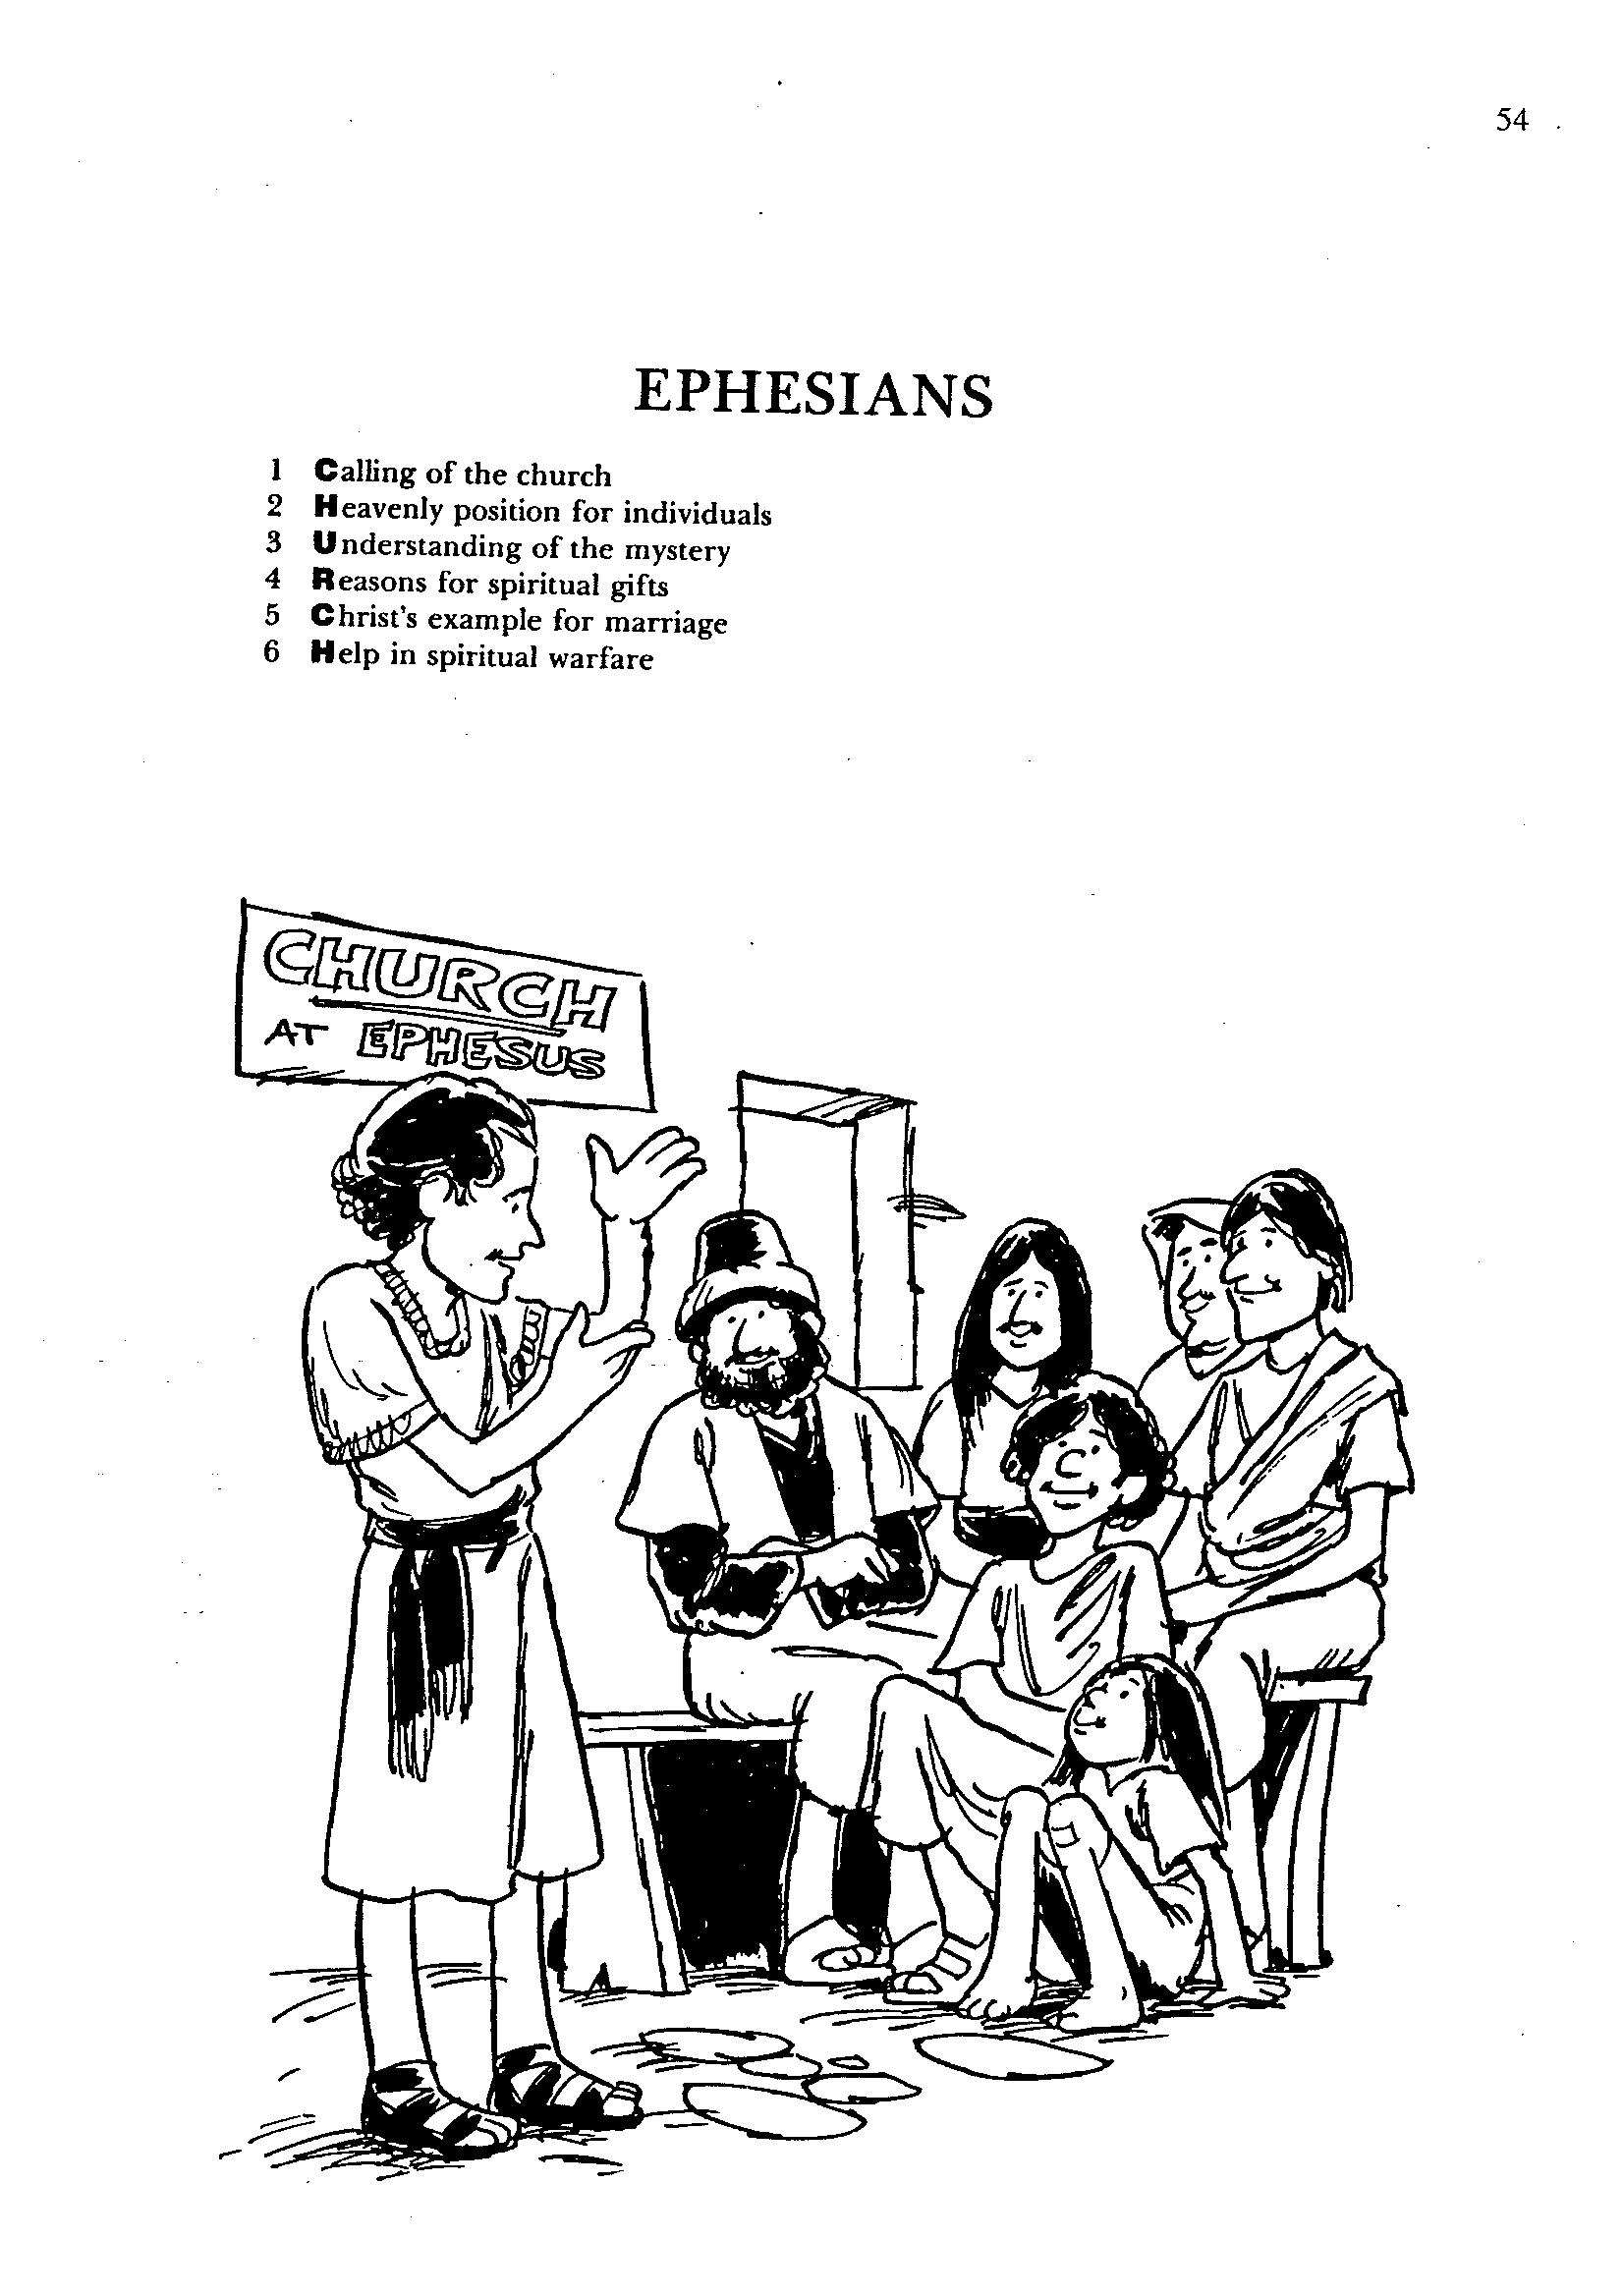 54
EPHESIANS
1 Calling of the church
2 Heavenly position for individuals
3 Understanding of the mystery
4 Reasons for spiritual gifts
5 Christ's example for marriage
6 Help in spiritual warfare
CHURCH
AT EPHESUS